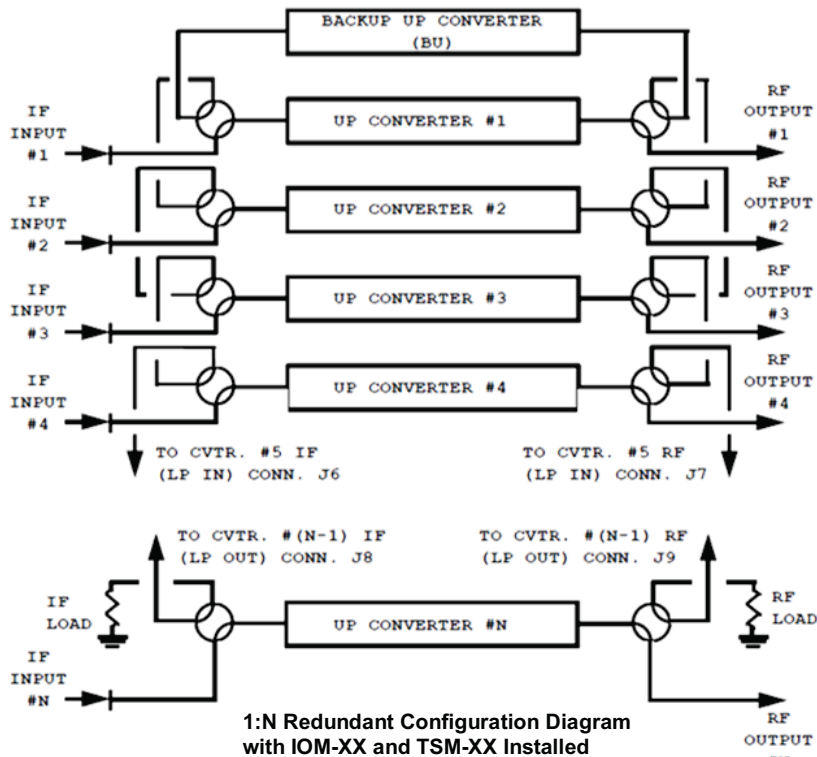 BACKUP UP CONVERTER
(BU)
IF
INPUT
#1
UP CONVERTER #1
RF
OUTPUT
#1
IF
INPUT
#2
UP CONVERTER #2
RF
OUTPUT
#2
IF
INPUT
#3
UP CONVERTER #3
RF
OUTPUT
#3
IF
INPUT
#4
UP CONVERTER #4
RF
OUTPUT
#4
TO CVTR. #5 IF
(LP IN) CONN. J6
TO CVTR. #5 RF
(LP IN) CONN. J7
TO CVTR. #(N-1) IF
(LP OUT) CONN. J8
TO CVTR. #(N-1) RF
(LP OUT) CONN. J9
IF
LOAD
UP CONVERTER #N
RF
LOAD
IF
INPUT
#N
RF
OUTPUT
1:N Redundant Configuration Diagram
with IOM-XX and TSM-XX Installed